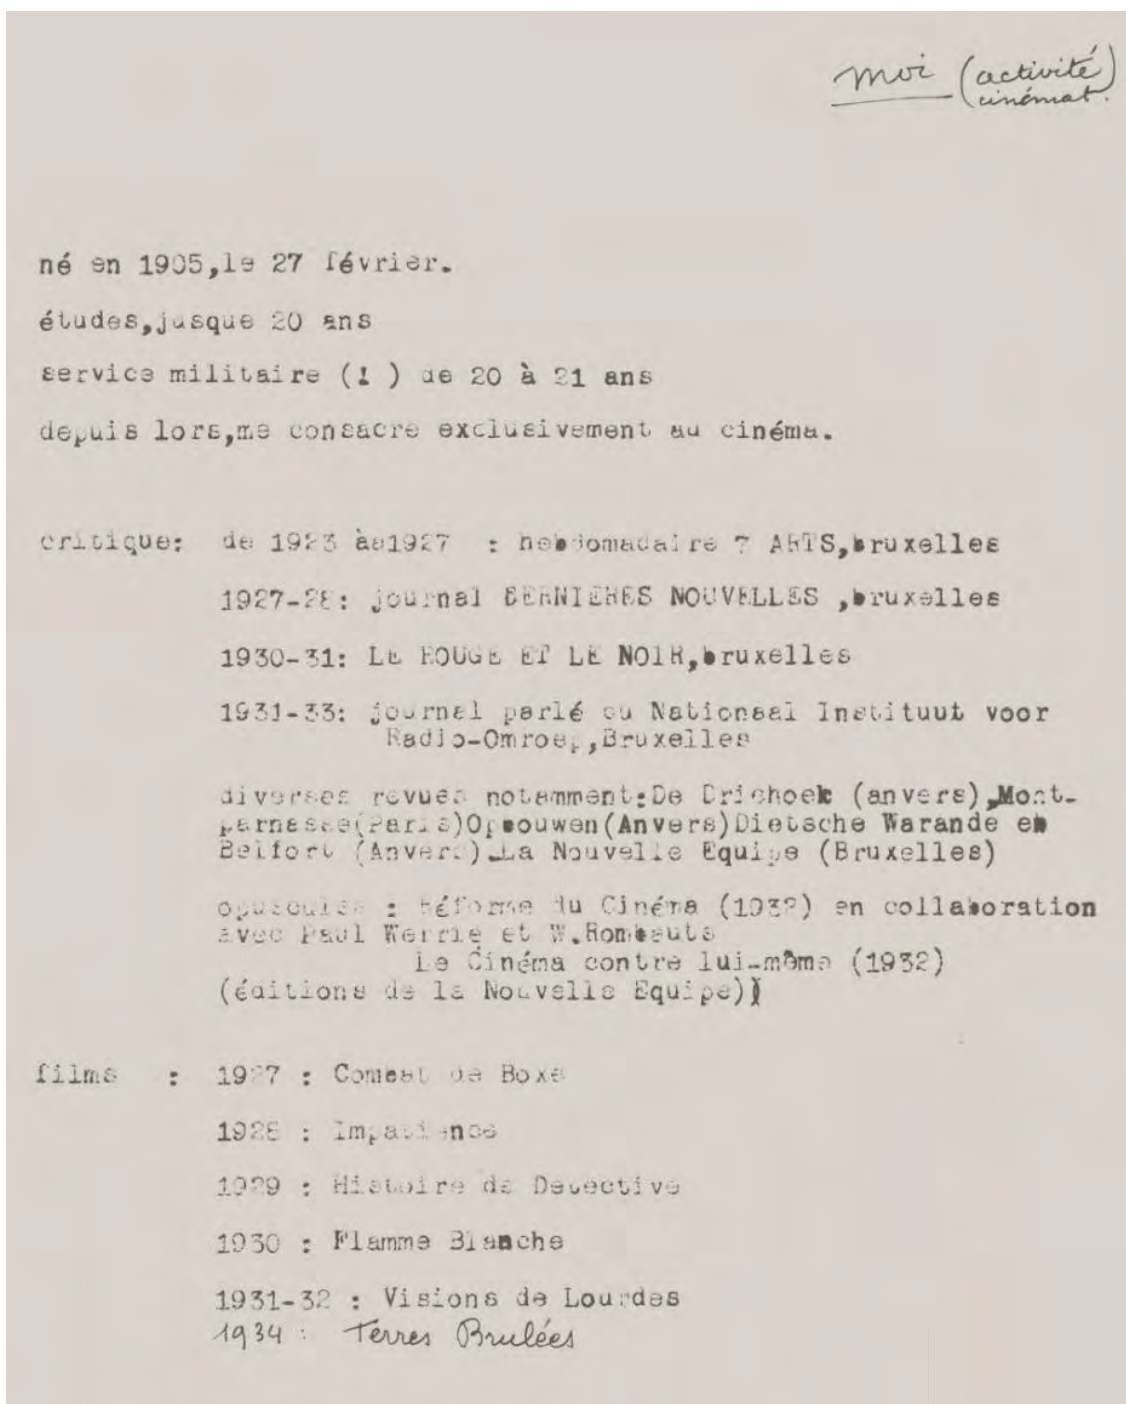 moi (activité
cinémat.)
né en 1905,le 27 février.
études,jusque 20 ans
service militaire (! ) de 20 à 21 ans
depuis lors,me consacre exclusivement au cinéma.
critique: de 1923 àe1927 : hebdomadaire 7 ARTS,bruxelles
1927-28: journal DERNIERES NOUVELLES ,bruxelles
1930-31: LE ROUGE ET LE NOIR,bruxelles
1931-33: journal parlé ou Nationaal Instituut voor
Radio-Omroep,Bruxelles
diverses revues notamment:De Drichoek (anvers),Mont-
parnasse(Paris)Opbouwen(Anvers)Dietsche Warande en
Belfort (Anvers).La Nouvelle Equipe (Bruxelles)
opuscules : Réforme du Cinéma (1932) en collaboration
avec Paul Werrie et W.Rombauts
Le Cinéma contre lui-même (1932)
(éditions de la Nouvelle Equipe))
films : 1927 : Combat de Boxe
1928 : Impatience
1929 : Histoire de Detective
1930 : Flamme Blanche
1931-32 : Visions de Lourdes
1934 : Terres Brulées